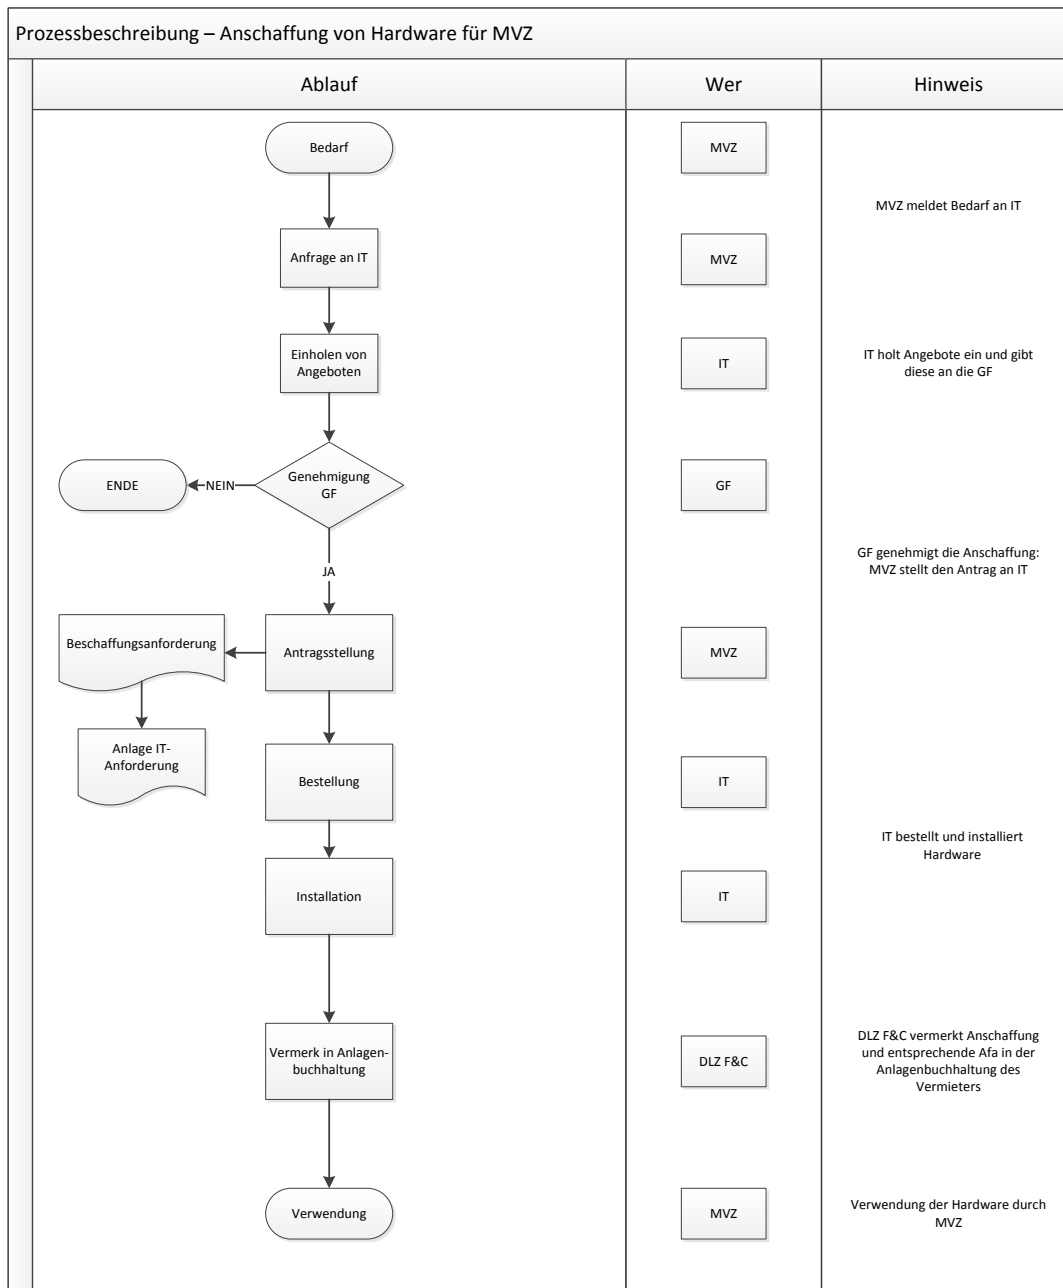 Prozessbeschreibung – Anschaffung von Hardware für MVZ
Ablauf
Wer
Hinweis
Bedarf
MVZ
MVZ meldet Bedarf an IT
Anfrage an IT
MVZ
Einholen von
Angeboten
IT
IT holt Angebote ein und gibt
diese an die GF
ENDE
NEIN
Genehmigung
GF
GF
JA
GF genehmigt die Anschaffung:
MVZ stellt den Antrag an IT
Beschaffungsanforderung
Antragsstellung
MVZ
Anlage IT-
Anforderung
Bestellung
IT
IT bestellt und installiert
Hardware
Installation
IT
Vermerk in Anlagen-
buchhaltung
DLZ F&C
DLZ F&C vermerkt Anschaffung
und entsprechende Afa in der
Anlagenbuchhaltung des
Vermieters
Verwendung
MVZ
Verwendung der Hardware durch
MVZ